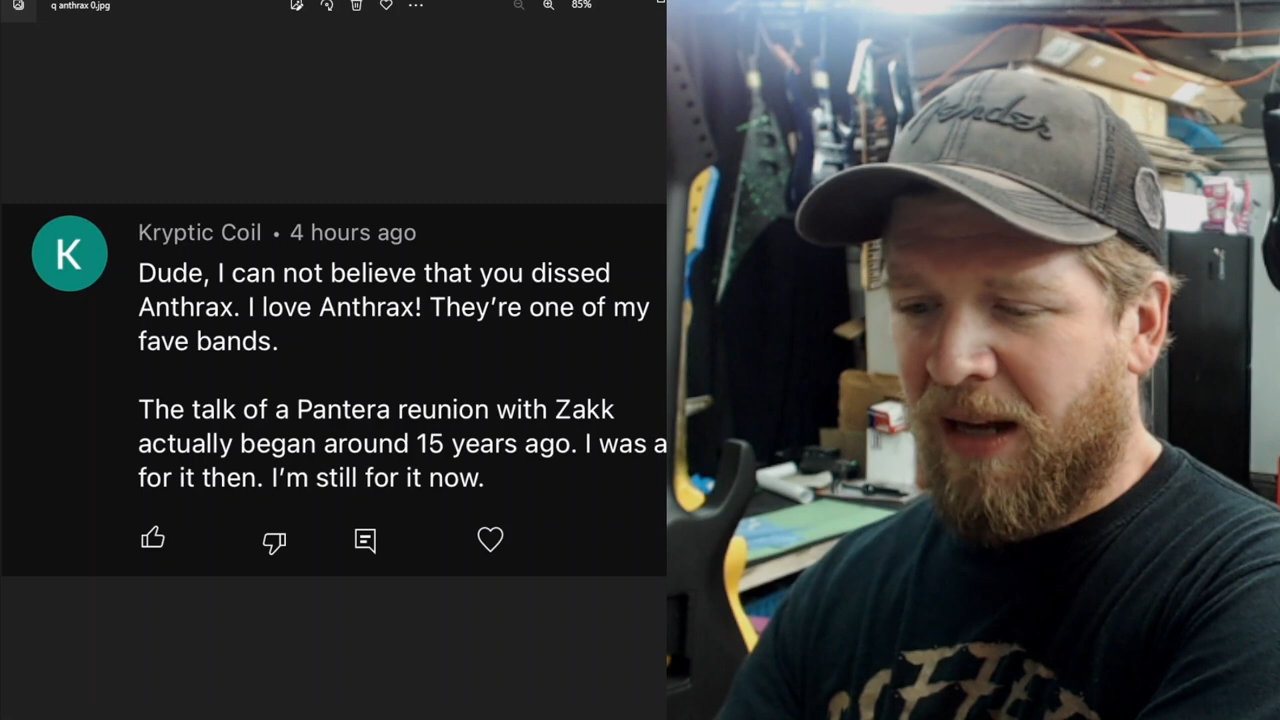 q anthrax 0.jpg
85%
K
Kryptic Coil • 4 hours ago
Dude, I can not believe that you dissed
Anthrax. I love Anthrax! They’re one of my
fave bands.
The talk of a Pantera reunion with Zakk
actually began around 15 years ago. I was a
for it then. I’m still for it now.
Fender